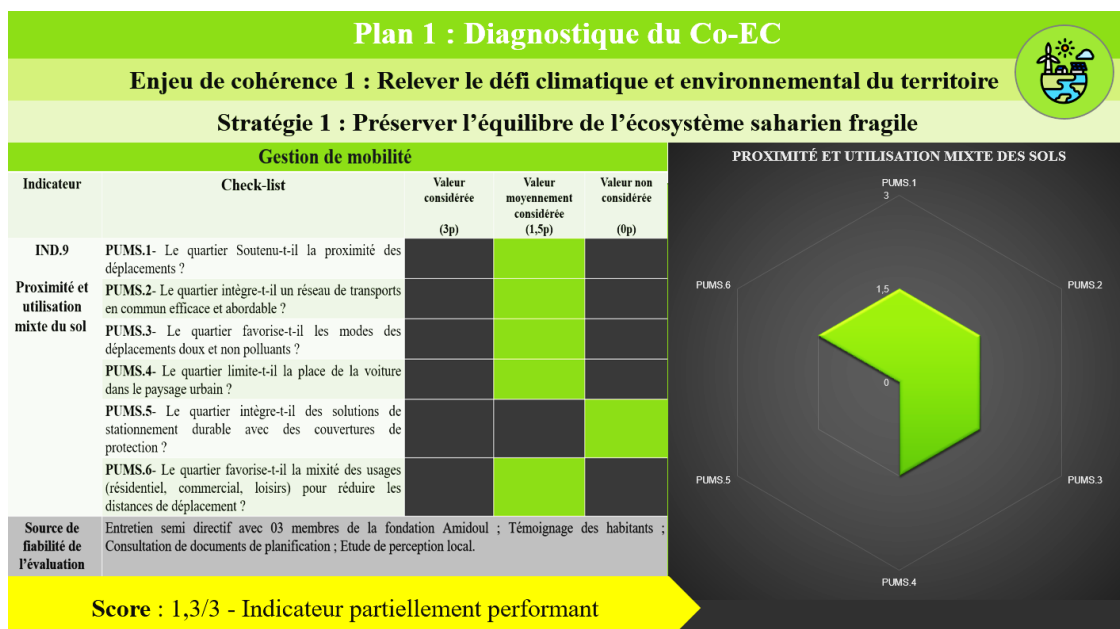 Plan 1 : Diagnostique du Co-EC
Enjeu de cohérence 1 : Relever le défi climatique et environnemental du territoire
Stratégie 1 : Préserver l’équilibre de l’écosystème saharien fragile
Gestion de mobilité
Indicateur
Check-list
Valeur
considérée
(3p)
Valeur
moyennement
considérée
(1,5p)
Valeur non
considérée
(0p)
IND.9
Proximité et
utilisation
mixte du sol
PUMS.1- Le quartier Soutenu-t-il la proximité des
déplacements ?
PUMS.2- Le quartier intègre-t-il un réseau de transports
en commun efficace et abordable ?
PUMS.3- Le quartier favorise-t-il les modes des
déplacements doux et non polluants ?
PUMS.4- Le quartier limite-t-il la place de la voiture
dans le paysage urbain ?
PUMS.5- Le quartier intègre-t-il des solutions de
stationnement durable avec des couvertures de
protection ?
PUMS.6- Le quartier favorise-t-il la mixité des usages
(résidentiel, commercial, loisirs) pour réduire les
distances de déplacement ?
Source de
fiabilité de
l’évaluation
Entretien semi directif avec 03 membres de la fondation Amidoul ; Témoignage des habitants ;
Consultation de documents de planification ; Etude de perception local.
Score : 1,3/3 - Indicateur partiellement performant
PROXIMITÉ ET UTILISATION MIXTE DES SOLS
PUMS.1
3
PUMS.6
1,5
PUMS.2
0
PUMS.5
PUMS.3
PUMS.4